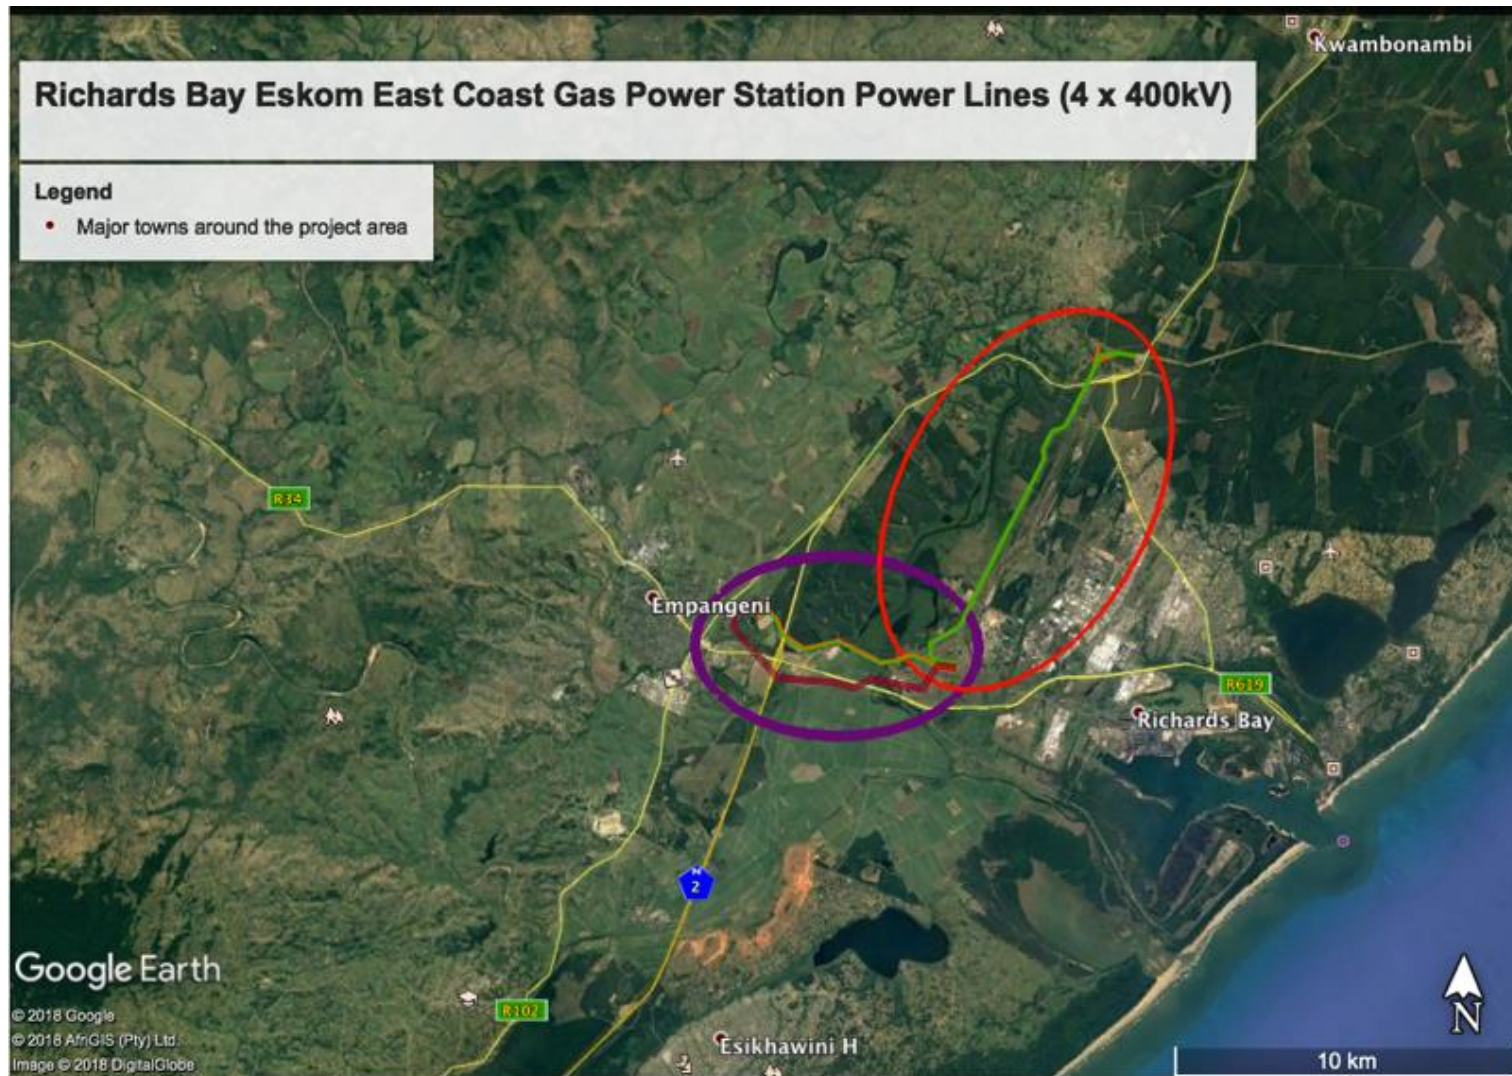 Kwambonambi
Richards Bay Eskom East Coast Gas Power Station Power Lines (4 x 400kV)
Legend
Major towns around the project area
R34
Empangeni
R619
Richards Bay
N
2
Google Earth
R102
© 2018 Google
© 2018 AfriGIS (Pty) Ltd.
Image © 2018 DigitalGlobe
Esikhawini H
N
10 km